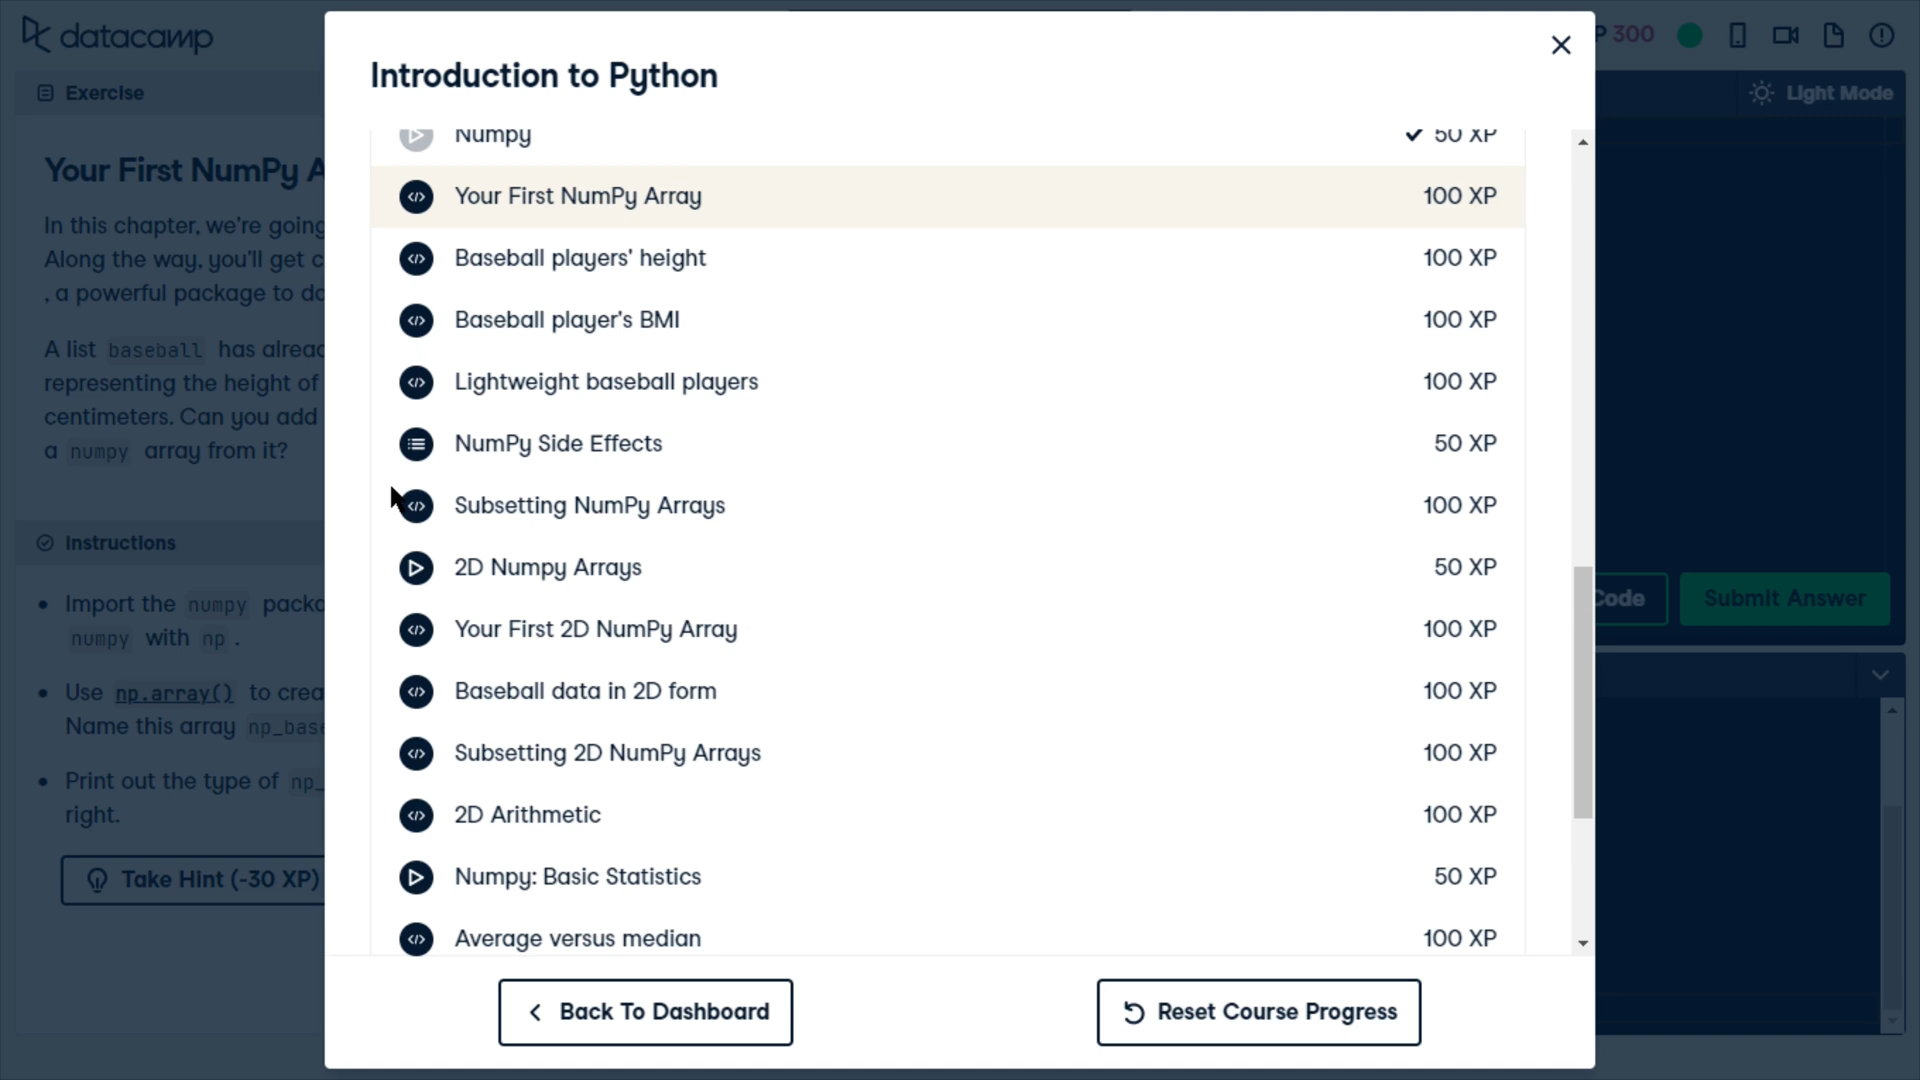 datacamp
P 300
Exercise
Light Mode
Your First NumPy A
In this chapter, we're going
Along the way, you'll get c
, a powerful package to do
A list baseball has alread
representing the height of
centimeters. Can you add
a numpy array from it?
Instructions
Import the numpy packa
numpy with np .
Use np.array() to crea
Name this array np_base
Print out the type of np_
right.
Take Hint (-30 XP)
Introduction to Python
Numpy 50 XP
Your First NumPy Array 100 XP
Baseball players' height 100 XP
Baseball player's BMI 100 XP
Lightweight baseball players 100 XP
NumPy Side Effects 50 XP
Subsetting NumPy Arrays 100 XP
2D Numpy Arrays 50 XP
Your First 2D NumPy Array 100 XP
Baseball data in 2D form 100 XP
Subsetting 2D NumPy Arrays 100 XP
2D Arithmetic 100 XP
Numpy: Basic Statistics 50 XP
Average versus median 100 XP
Back To Dashboard
Reset Course Progress
Code
Submit Answer